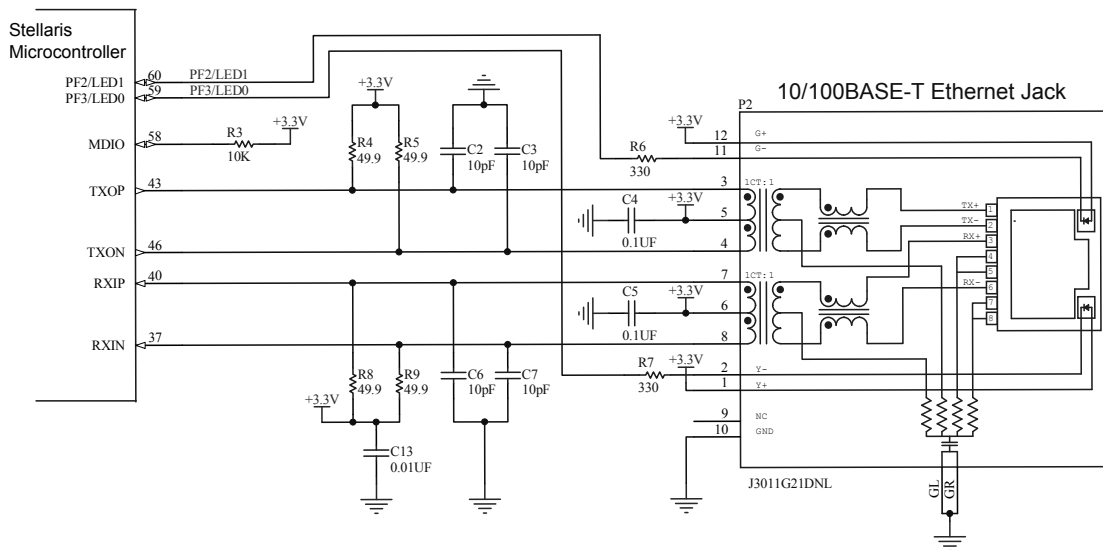 Stellaris
Microcontroller
PF2/LED1
60
PF2/LED1
PF3/LED0
59
PF3/LED0
MDIO
58
R3
10K
+3.3V
TXOP
43
TXON
46
RXIP
40
RXIN
37
+3.3V
R4
49.9
R5
49.9
C2
10pF
C3
10pF
R8
49.9
R9
49.9
+3.3V
C13
0.01UF
C6
10pF
C7
10pF
R6
330
C4
0.1UF
+3.3V
C5
0.1UF
+3.3V
R7
330
+3.3V
+3.3V
10/100BASE-T Ethernet Jack
P2
12
G+
11
G-
3
1CT:1
5
4
7
1CT:1
6
8
2
Y-
1
Y+
9
NC
10
GND
TX+
1
TX-
2
RX+
3
4
5
RX-
6
7
8
J3011G21DNL
GL
GR